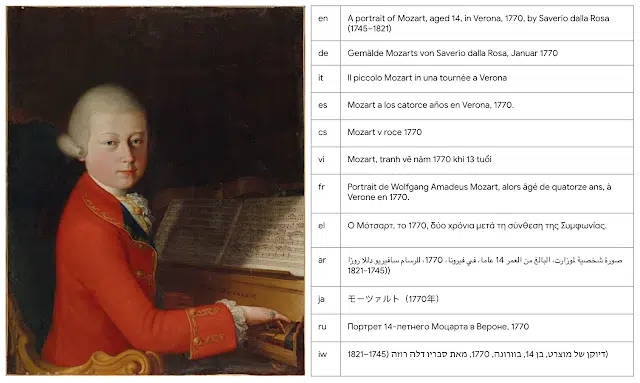 en A portrait of Mozart, aged 14, in Verona, 1770, by Saverio dalla Rosa
(1745–1821)
de Gemälde Mozarts von Saverio dalla Rosa, Januar 1770
it Il piccolo Mozart in una tournée a Verona
es Mozart a los catorce años en Verona, 1770.
cs Mozart v roce 1770
vi Mozart, tranh vẽ năm 1770 khi 13 tuổi
fr Portrait de Wolfgang Amadeus Mozart, alors âgé de quatorze ans, à
Verone en 1770.
el Ο Μότσαρτ, το 1770, δύο χρόνια μετά τη σύνθεση της Συμφωνίας.
ar صورة شخصية لموزارت، البالغ من العمر 14 عاما، في فيرونا ، 1770، للرسام سافيريو داللا روزا
1821-1745))
ja モーツァルト（1770年）
ru Портрет 14-летнего Моцарта в Вероне, 1770
iw דיוקן של מוצרט, בן 14, בוורונה, 1770, מאת סבריו דלה רוזה (1745–1821)